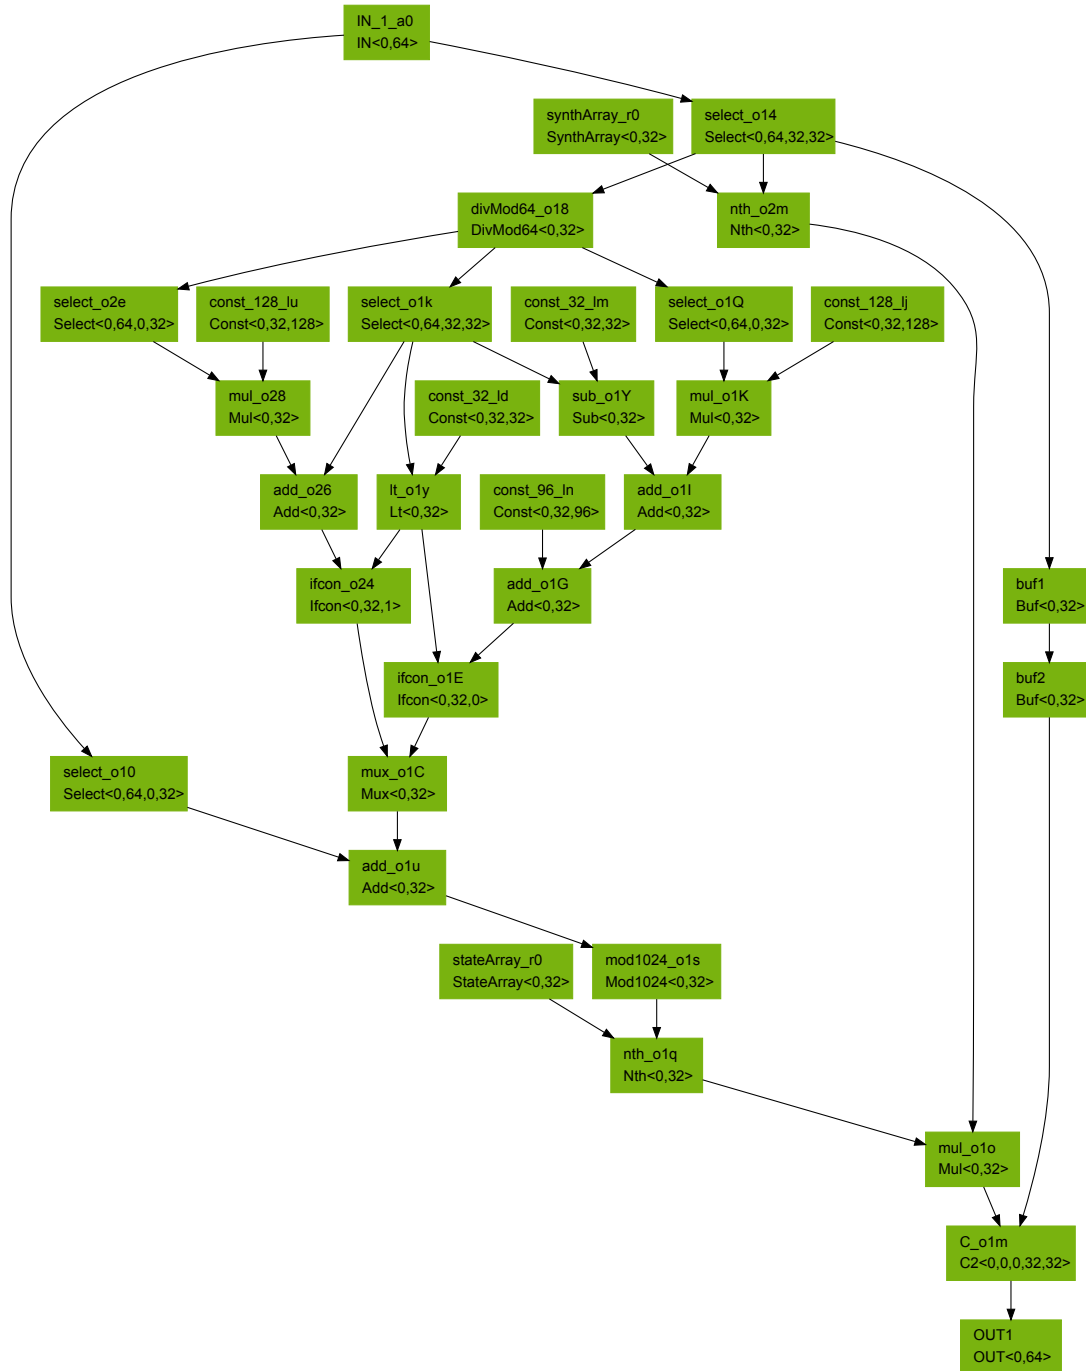 IN_1_a0
IN<0,64>
synthArray_r0
SynthArray<0,32>
select_o14
Select<0,64,32,32>
divMod64_o18
DivMod64<0,32>
nth_o2m
Nth<0,32>
select_o2e
Select<0,64,0,32>
const_128_lu
Const<0,32,128>
select_o1k
Select<0,64,32,32>
const_32_lm
Const<0,32,32>
select_o1Q
Select<0,64,0,32>
const_128_lj
Const<0,32,128>
mul_o28
Mul<0,32>
const_32_ld
Const<0,32,32>
sub_o1Y
Sub<0,32>
mul_o1K
Mul<0,32>
add_o26
Add<0,32>
lt_o1y
Lt<0,32>
const_96_ln
Const<0,32,96>
add_o1I
Add<0,32>
ifcon_o24
Ifcon<0,32,1>
add_o1G
Add<0,32>
buf1
Buf<0,32>
ifcon_o1E
Ifcon<0,32,0>
buf2
Buf<0,32>
select_o10
Select<0,64,0,32>
mux_o1C
Mux<0,32>
add_o1u
Add<0,32>
stateArray_r0
StateArray<0,32>
mod1024_o1s
Mod1024<0,32>
nth_o1q
Nth<0,32>
mul_o1o
Mul<0,32>
C_o1m
C2<0,0,0,32,32>
OUT1
OUT<0,64>